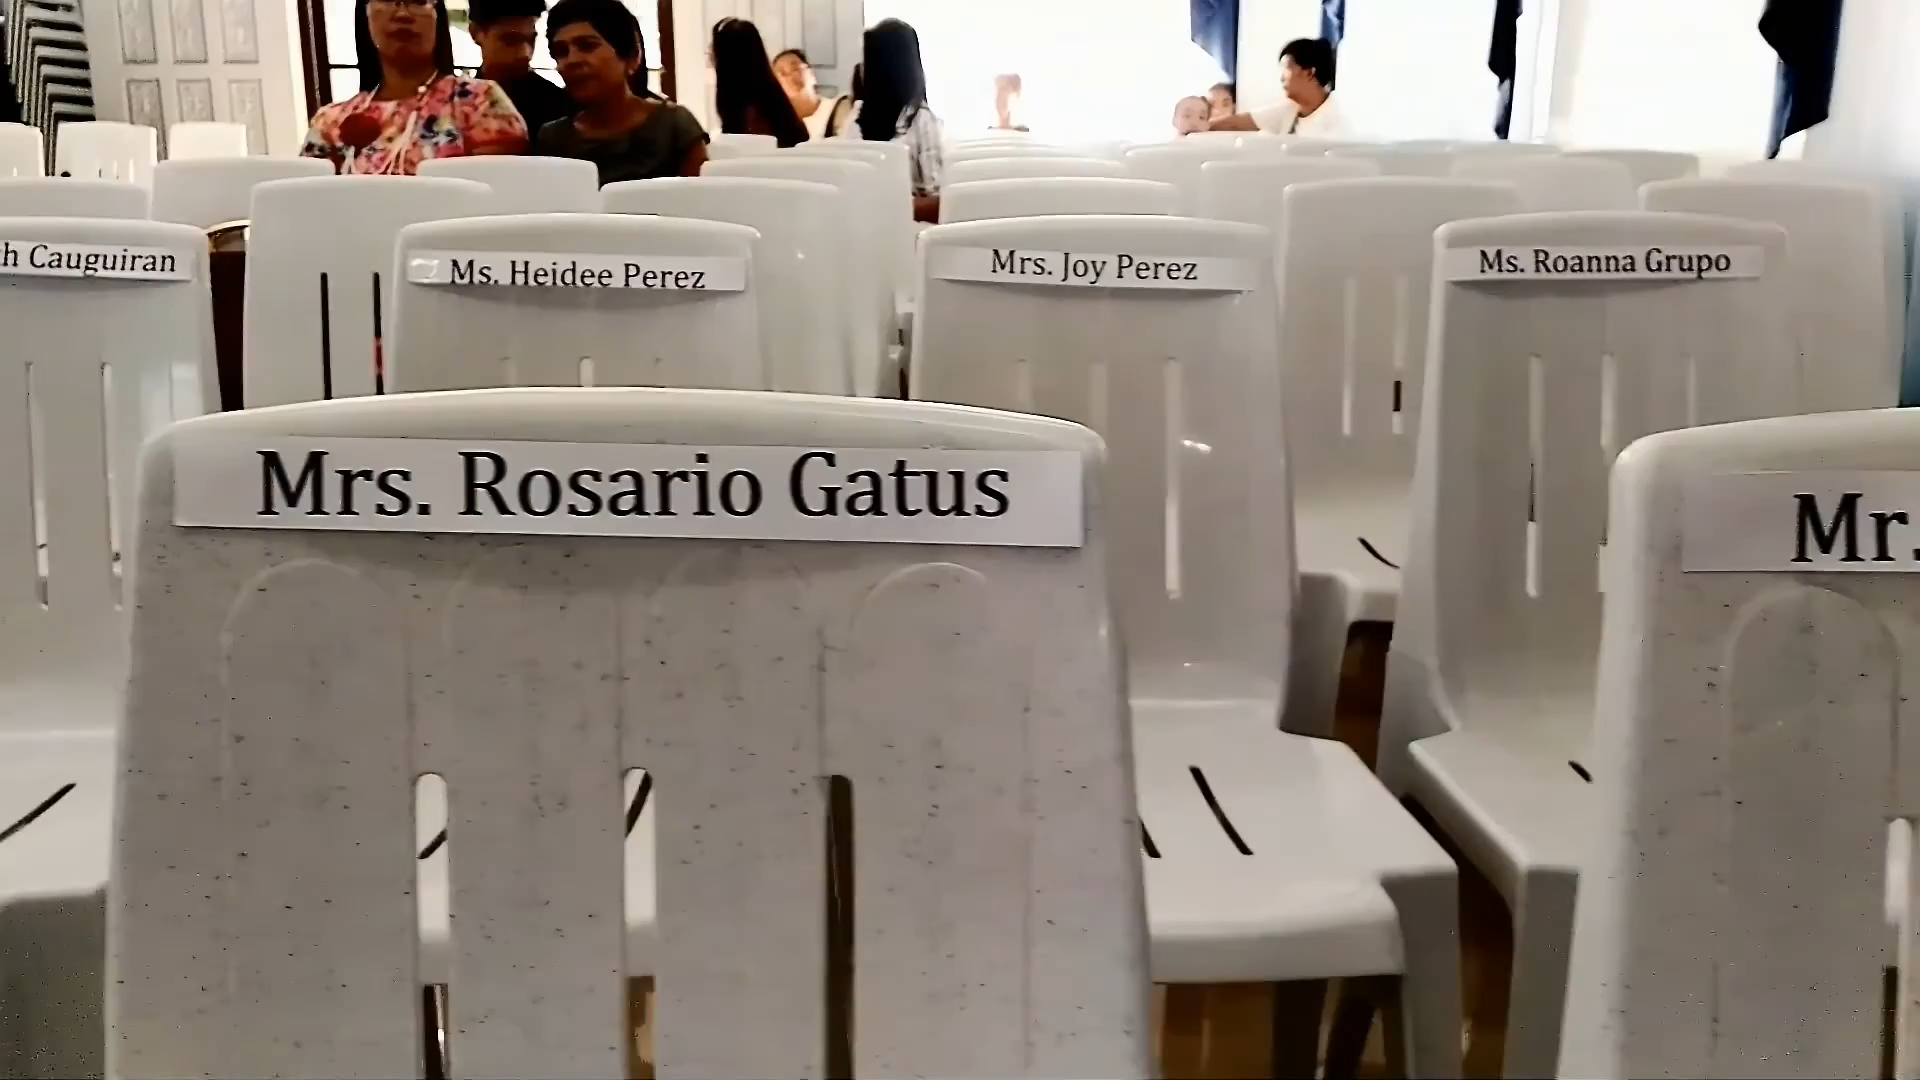 Cauguiran
Ms. Heidee Perez
Mrs. Joy Perez
Ms. Roanna Grupo
Mrs. Rosario Gatus
Mr.